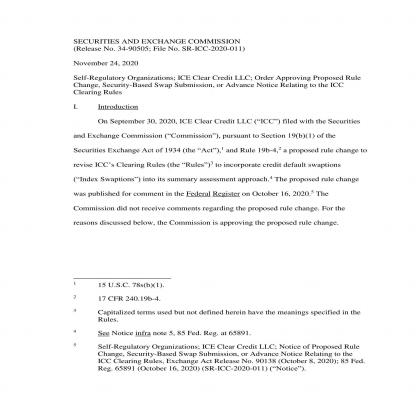 SECURITIES AND EXCHANGE COMMISSION
(Release No. 34-90505; File No. SR-ICC-2020-011)
November 24, 2020
Self-Regulatory Organizations; ICE Clear Credit LLC; Order Approving Proposed Rule
Change, Security-Based Swap Submission, or Advance Notice Relating to the ICC
Clearing Rules
I. Introduction
On September 30, 2020, ICE Clear Credit LLC (“ICC”) filed with the Securities
and Exchange Commission (“Commission”), pursuant to Section 19(b)(1) of the
Securities Exchange Act of 1934 (the “Act”),1 and Rule 19b-4,2 a proposed rule change to
revise ICC’s Clearing Rules (the “Rules”)3 to incorporate credit default swaptions
(“Index Swaptions”) into its summary assessment approach.4 The proposed rule change
was published for comment in the Federal Register on October 16, 2020.5 The
Commission did not receive comments regarding the proposed rule change. For the
reasons discussed below, the Commission is approving the proposed rule change.
1 15 U.S.C. 78s(b)(1).
2 17 CFR 240.19b-4.
3 Capitalized terms used but not defined herein have the meanings specified in the
Rules.
4 See Notice infra note 5, 85 Fed. Reg. at 65891.
5 Self-Regulatory Organizations; ICE Clear Credit LLC; Notice of Proposed Rule
Change, Security-Based Swap Submission, or Advance Notice Relating to the
ICC Clearing Rules, Exchange Act Release No. 90138 (October 8, 2020); 85 Fed.
Reg. 65891 (October 16, 2020) (SR-ICC-2020-011) (“Notice”).